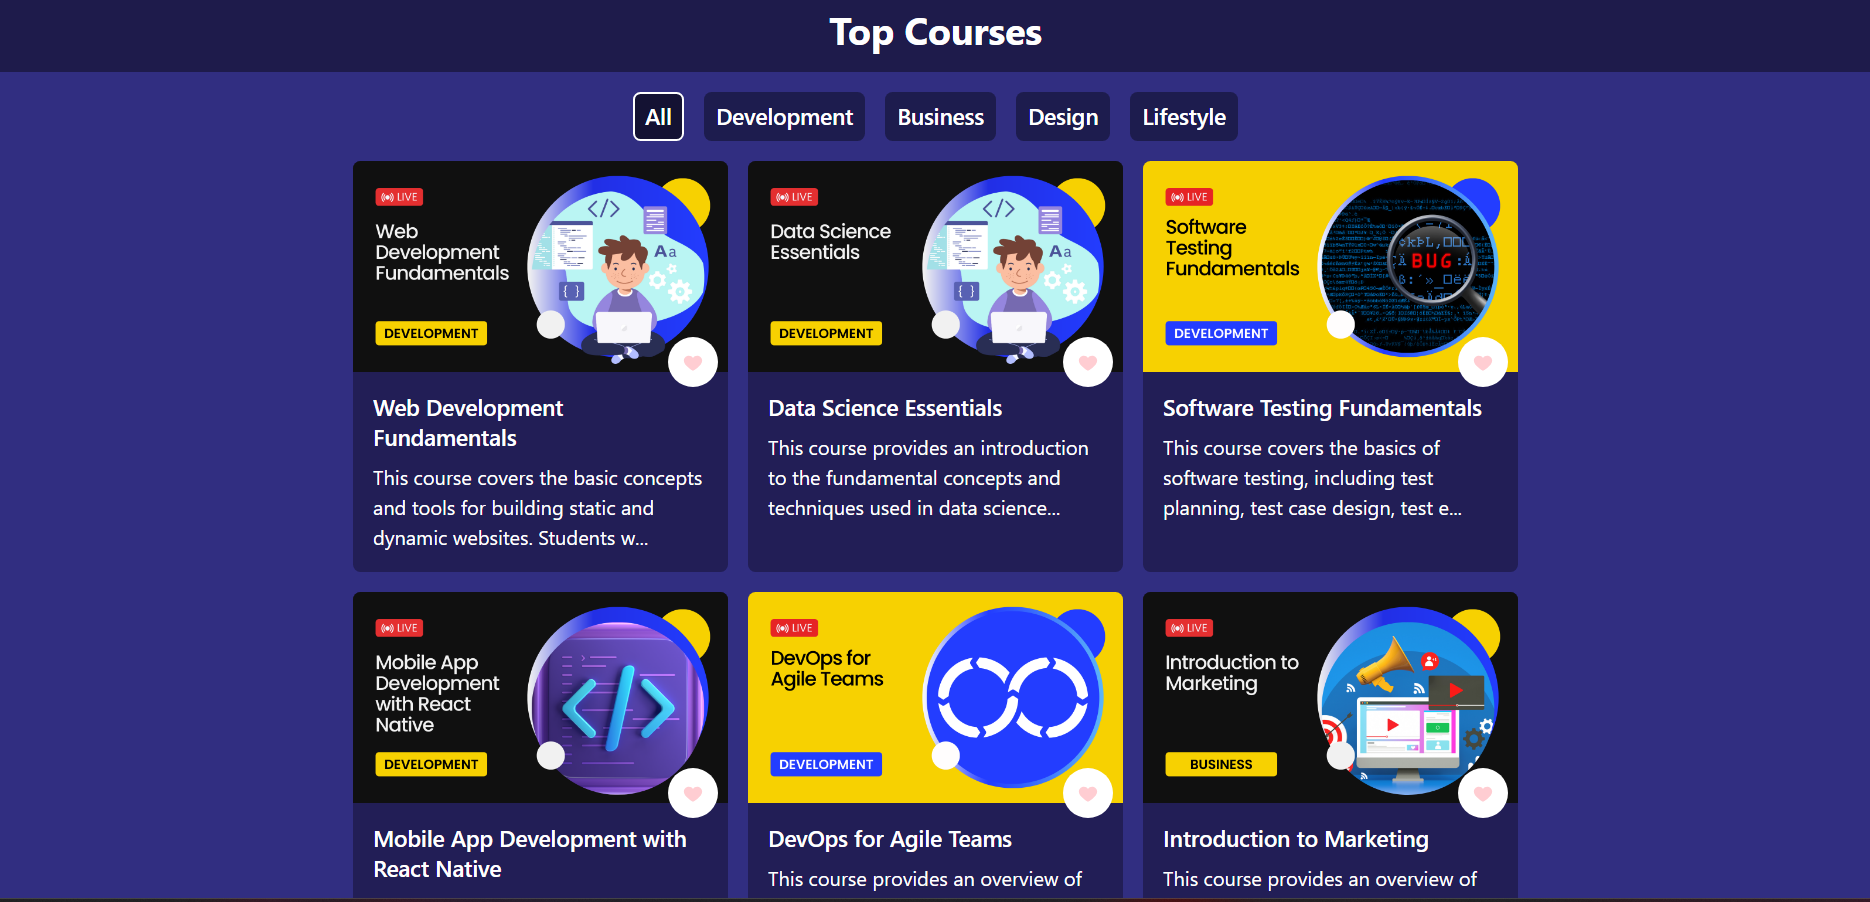 Top Courses
All Development Business Design Lifestyle
LIVE
Web
Development
Fundamentals
DEVELOPMENT
Aa
Web Development
Fundamentals
This course covers the basic concepts
and tools for building static and
dynamic websites. Students w...
LIVE
Data Science
Essentials
DEVELOPMENT
Aa
Data Science Essentials
This course provides an introduction
to the fundamental concepts and
techniques used in data science...
LIVE
Software
Testing
Fundamentals
DEVELOPMENT
BUG
Software Testing Fundamentals
This course covers the basics of
software testing, including test
planning, test case design, test e...
LIVE
Mobile App
Development
with React
Native
DEVELOPMENT
Mobile App Development with
React Native
LIVE
DevOps for
Agile Teams
DEVELOPMENT
DevOps for Agile Teams
This course provides an overview of
LIVE
Introduction to
Marketing
BUSINESS
Introduction to Marketing
This course provides an overview of